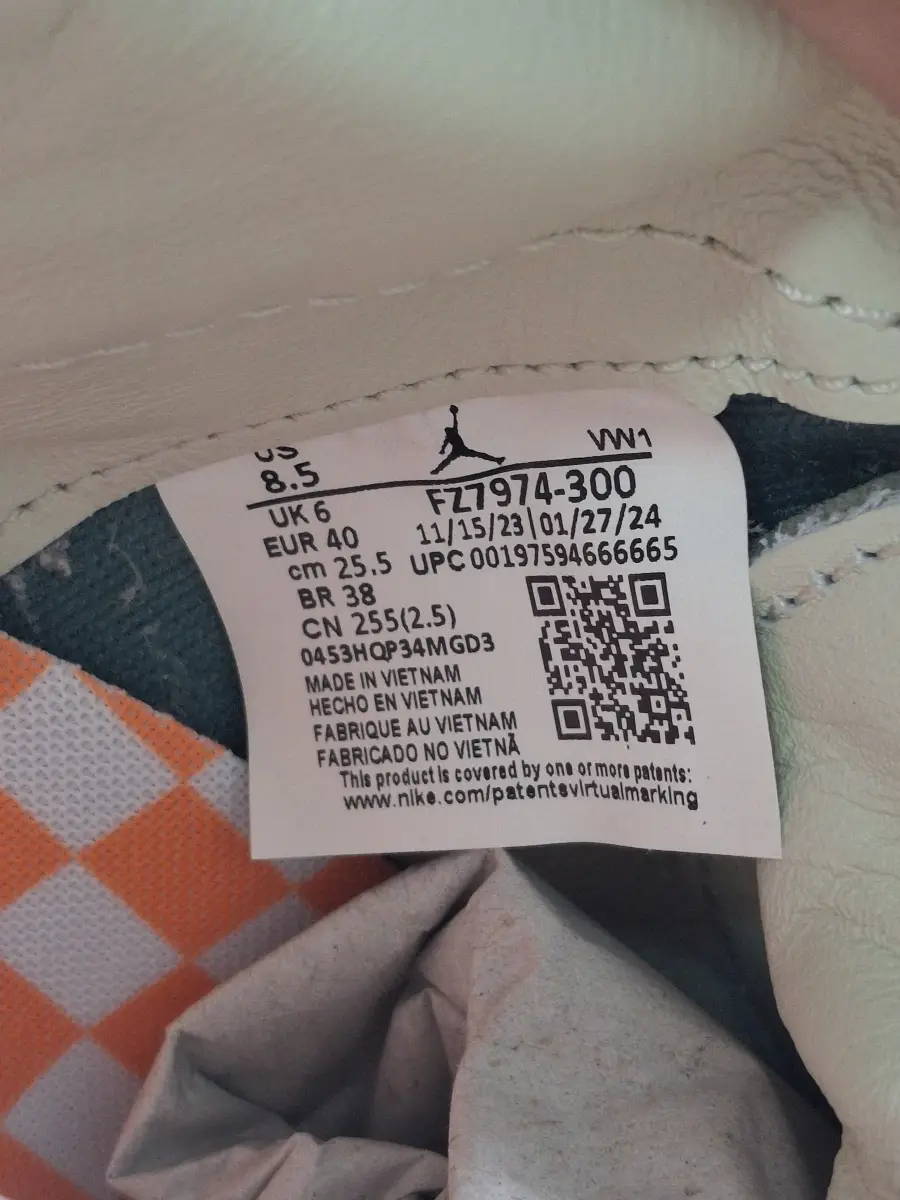 US
8.5
VW1
UK 6
FZ7974-300
EUR 40
11/15/23|01/27/24
cm 25.5
UPC 00197594666665
BR 38
CN 255(2.5)
0453HQP34MGD3
MADE IN VIETNAM
HECHO EN VIETNAM
FABRIQUE AU VIETNAM
FABRICADO NO VIETNÃ
This product is covered by one or more patents:
www.nike.com/patentsvirtualmarking